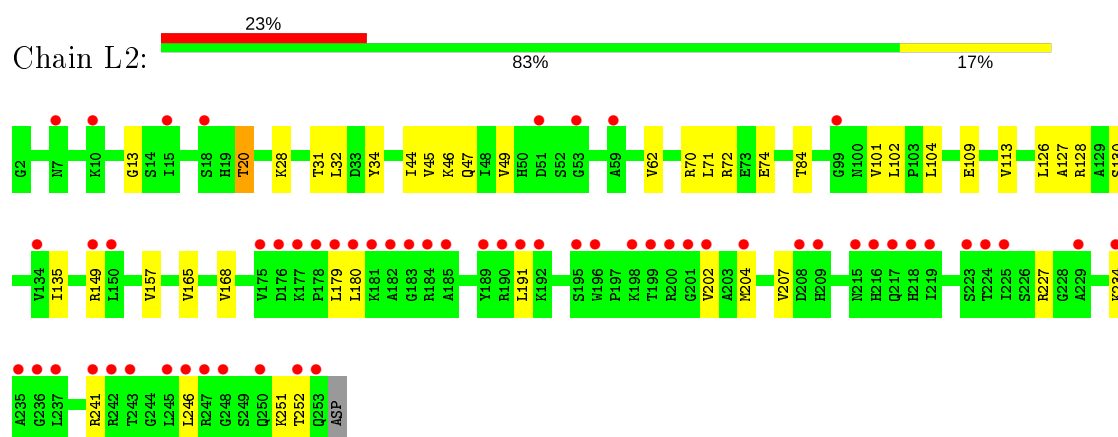 23%
Chain L2:
83% 17%
G2 N7 K10 G13 S14 I15 S18 H19 T20 K28 T31 L32 D33 Y34 I44 V45 K46 Q47 I48 V49 H50 D51 S52 G53 A59 V62 R70 L71 R72 E73 E74 T84 G99 N100 V101 L102 P103 L104 E109 V113 L126 A127 R128 A129 S130
V134 I135 R149 L150 V157 V165 V168 V175 D176 K177 P178 L179 L180 K181 A182 G183 R184 A185 Y189 R190 L191 K192 S195 W196 P197 K198 T199 R200 G201 V202 A203 M204 V207 D208 H209 N215 H216 Q217 H218 I219 S223 T224 I225 S226 R227 G228 A229 K234
A235 G236 L237 R241 R242 T243 G244 L245 L246 R247 G248 S249 Q250 K251 T252 Q253 ASP